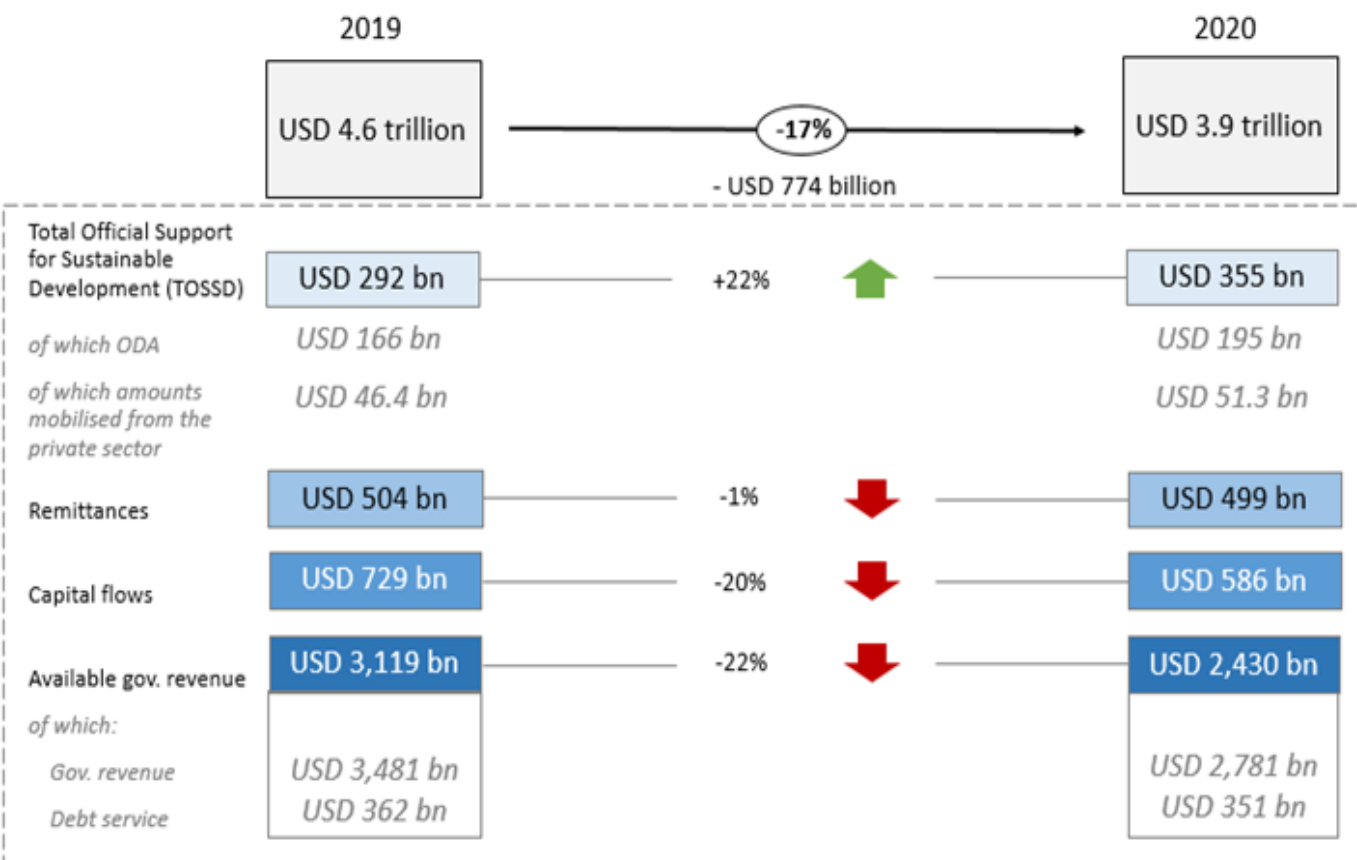 2019
2020
USD 4.6 trillion
-17%
USD 3.9 trillion
- USD 774 billion
Total Official Support
for Sustainable
Development (TOSSD)
USD 292 bn
+22%
USD 355 bn
of which ODA
USD 166 bn
USD 195 bn
of which amounts
mobilised from the
private sector
USD 46.4 bn
USD 51.3 bn
Remittances
USD 504 bn
-1%
USD 499 bn
Capital flows
USD 729 bn
-20%
USD 586 bn
Available gov. revenue
USD 3,119 bn
-22%
USD 2,430 bn
of which:
Gov. revenue
USD 3,481 bn
USD 2,781 bn
Debt service
USD 362 bn
USD 351 bn